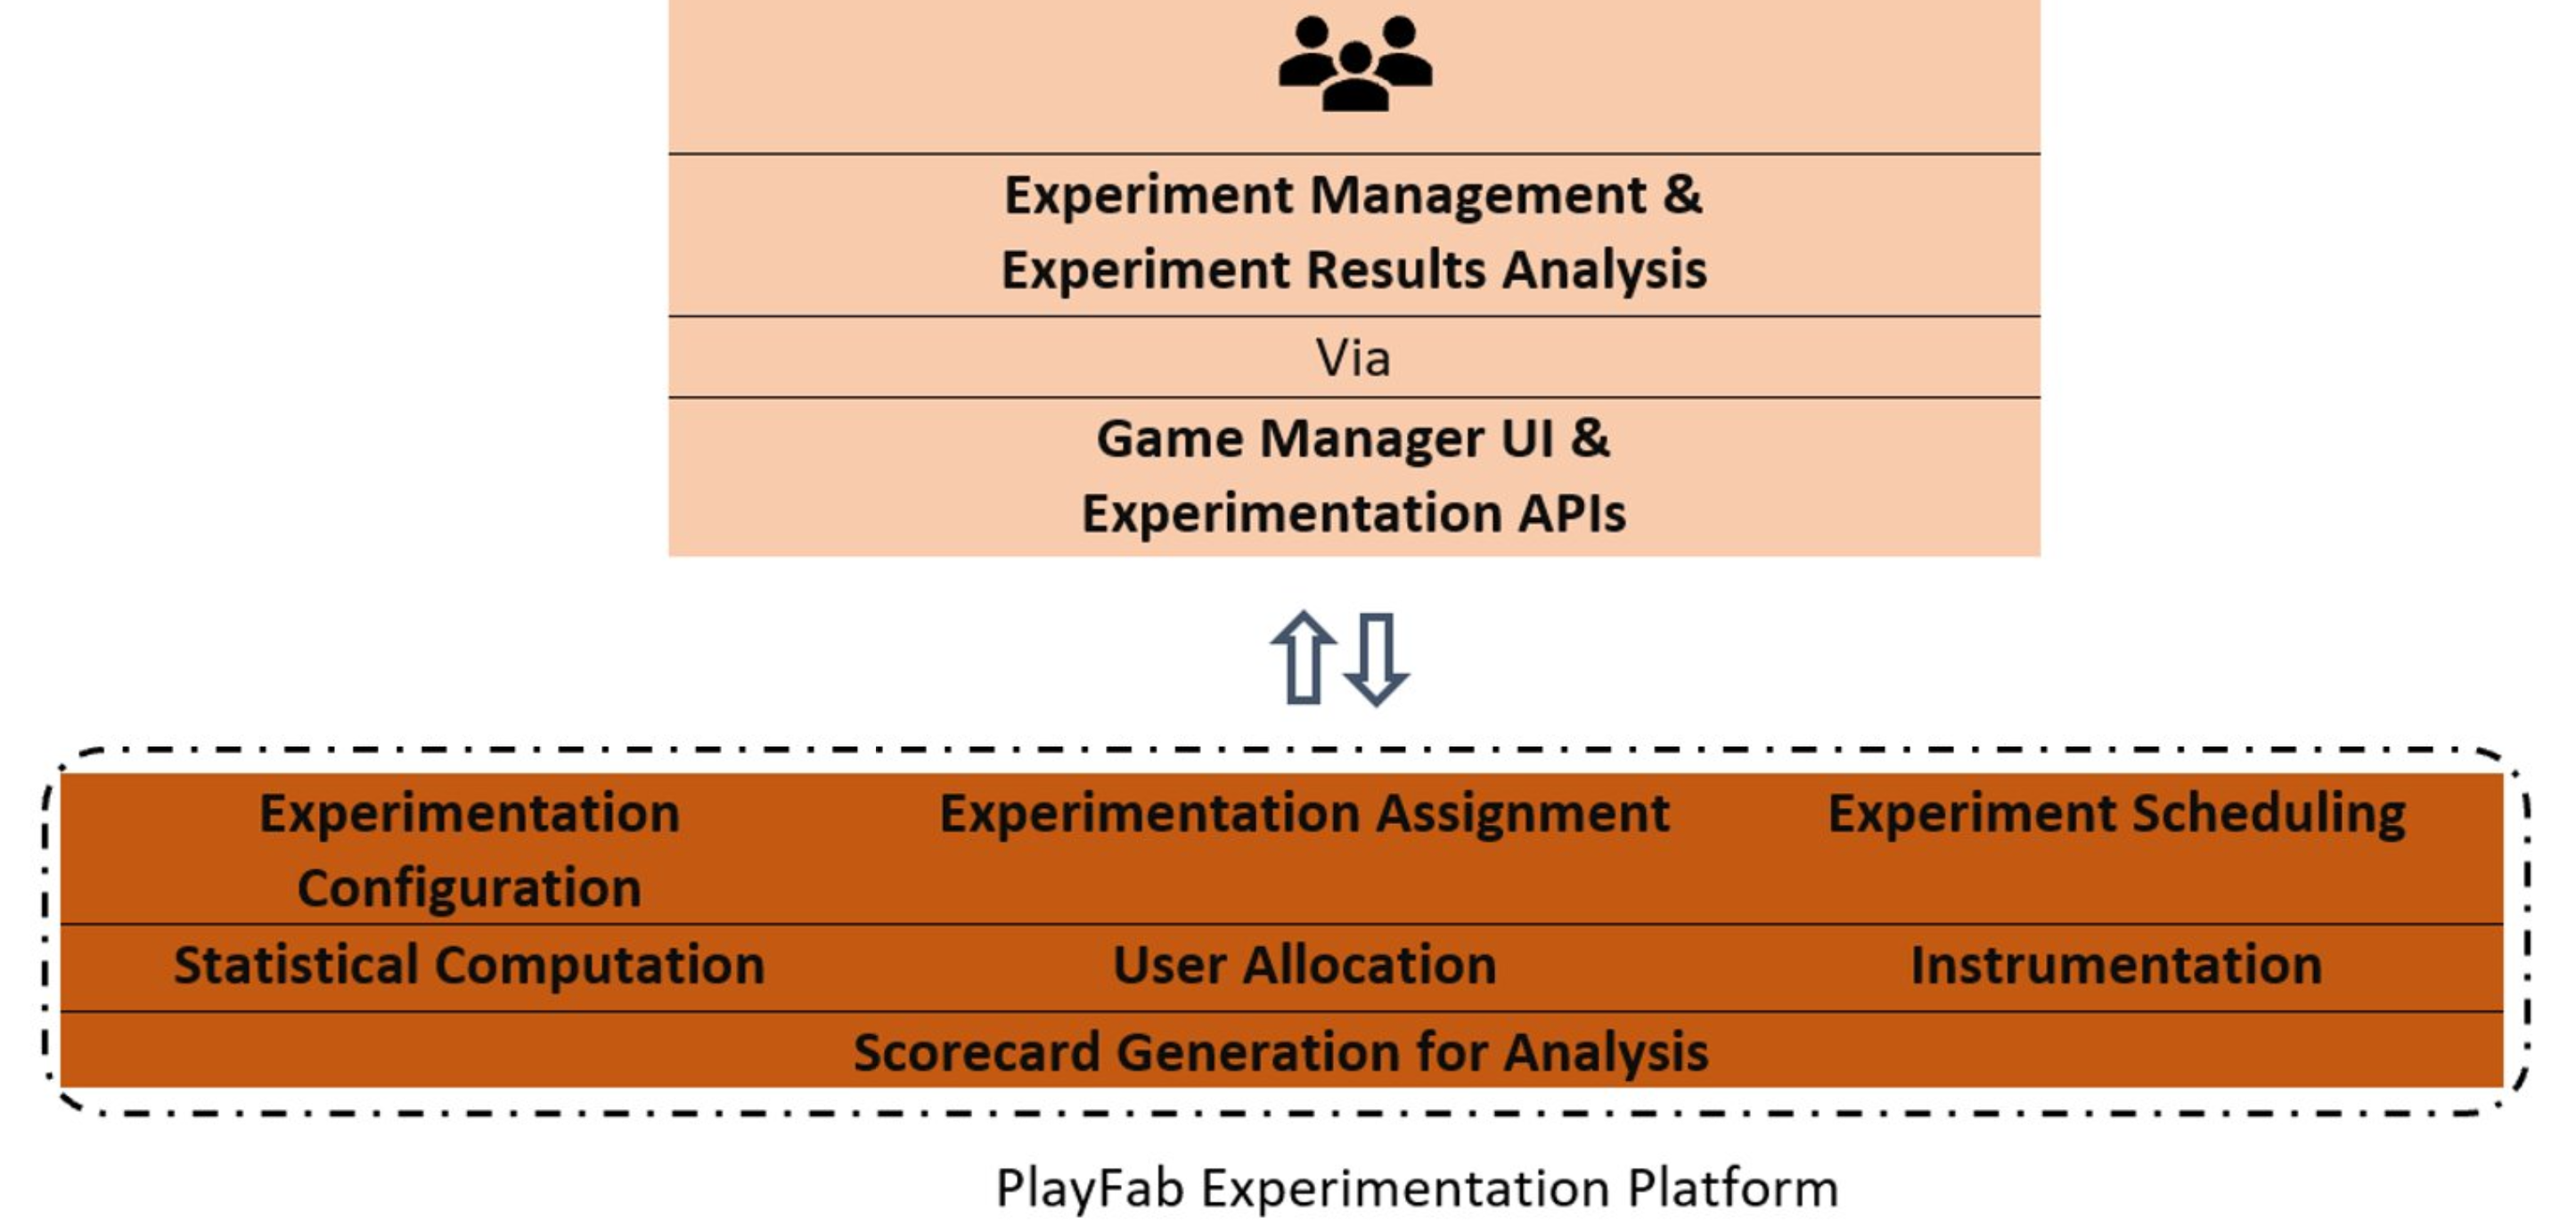 Experiment Management &
Experiment Results Analysis
Via
Game Manager UI &
Experimentation APIs
Experimentation
Configuration
Experimentation Assignment
Experiment Scheduling
Statistical Computation
User Allocation
Instrumentation
Scorecard Generation for Analysis
PlayFab Experimentation Platform